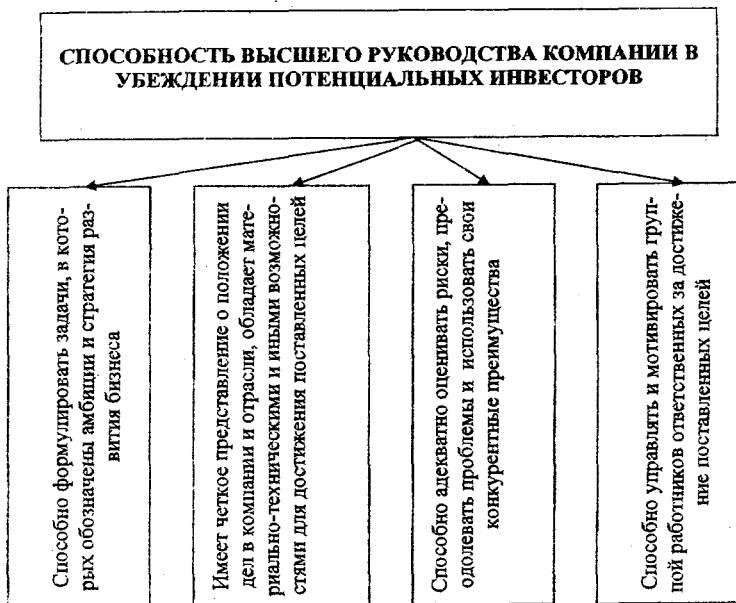 СПОСОБНОСТЬ ВЫСШЕГО РУКОВОДСТВА КОМПАНИИ В
УБЕЖДЕНИИ ПОТЕНЦИАЛЬНЫХ ИНВЕСТОРОВ
Способно формулировать задачи, в кото-
рых обозначены амбиции и стратегия раз-
вития бизнеса
Имеет четкое представление о положении
дел в компании и отрасли, обладает мате-
риально-техническими и иными возможно-
стями для достижения поставленных целей
Способно адекватно оценивать риски, пре-
одолевать проблемы и использовать свои
конкурентные преимущества
Способно управлять и мотивировать груп-
пой работников ответственных за достиже-
ние поставленных целей